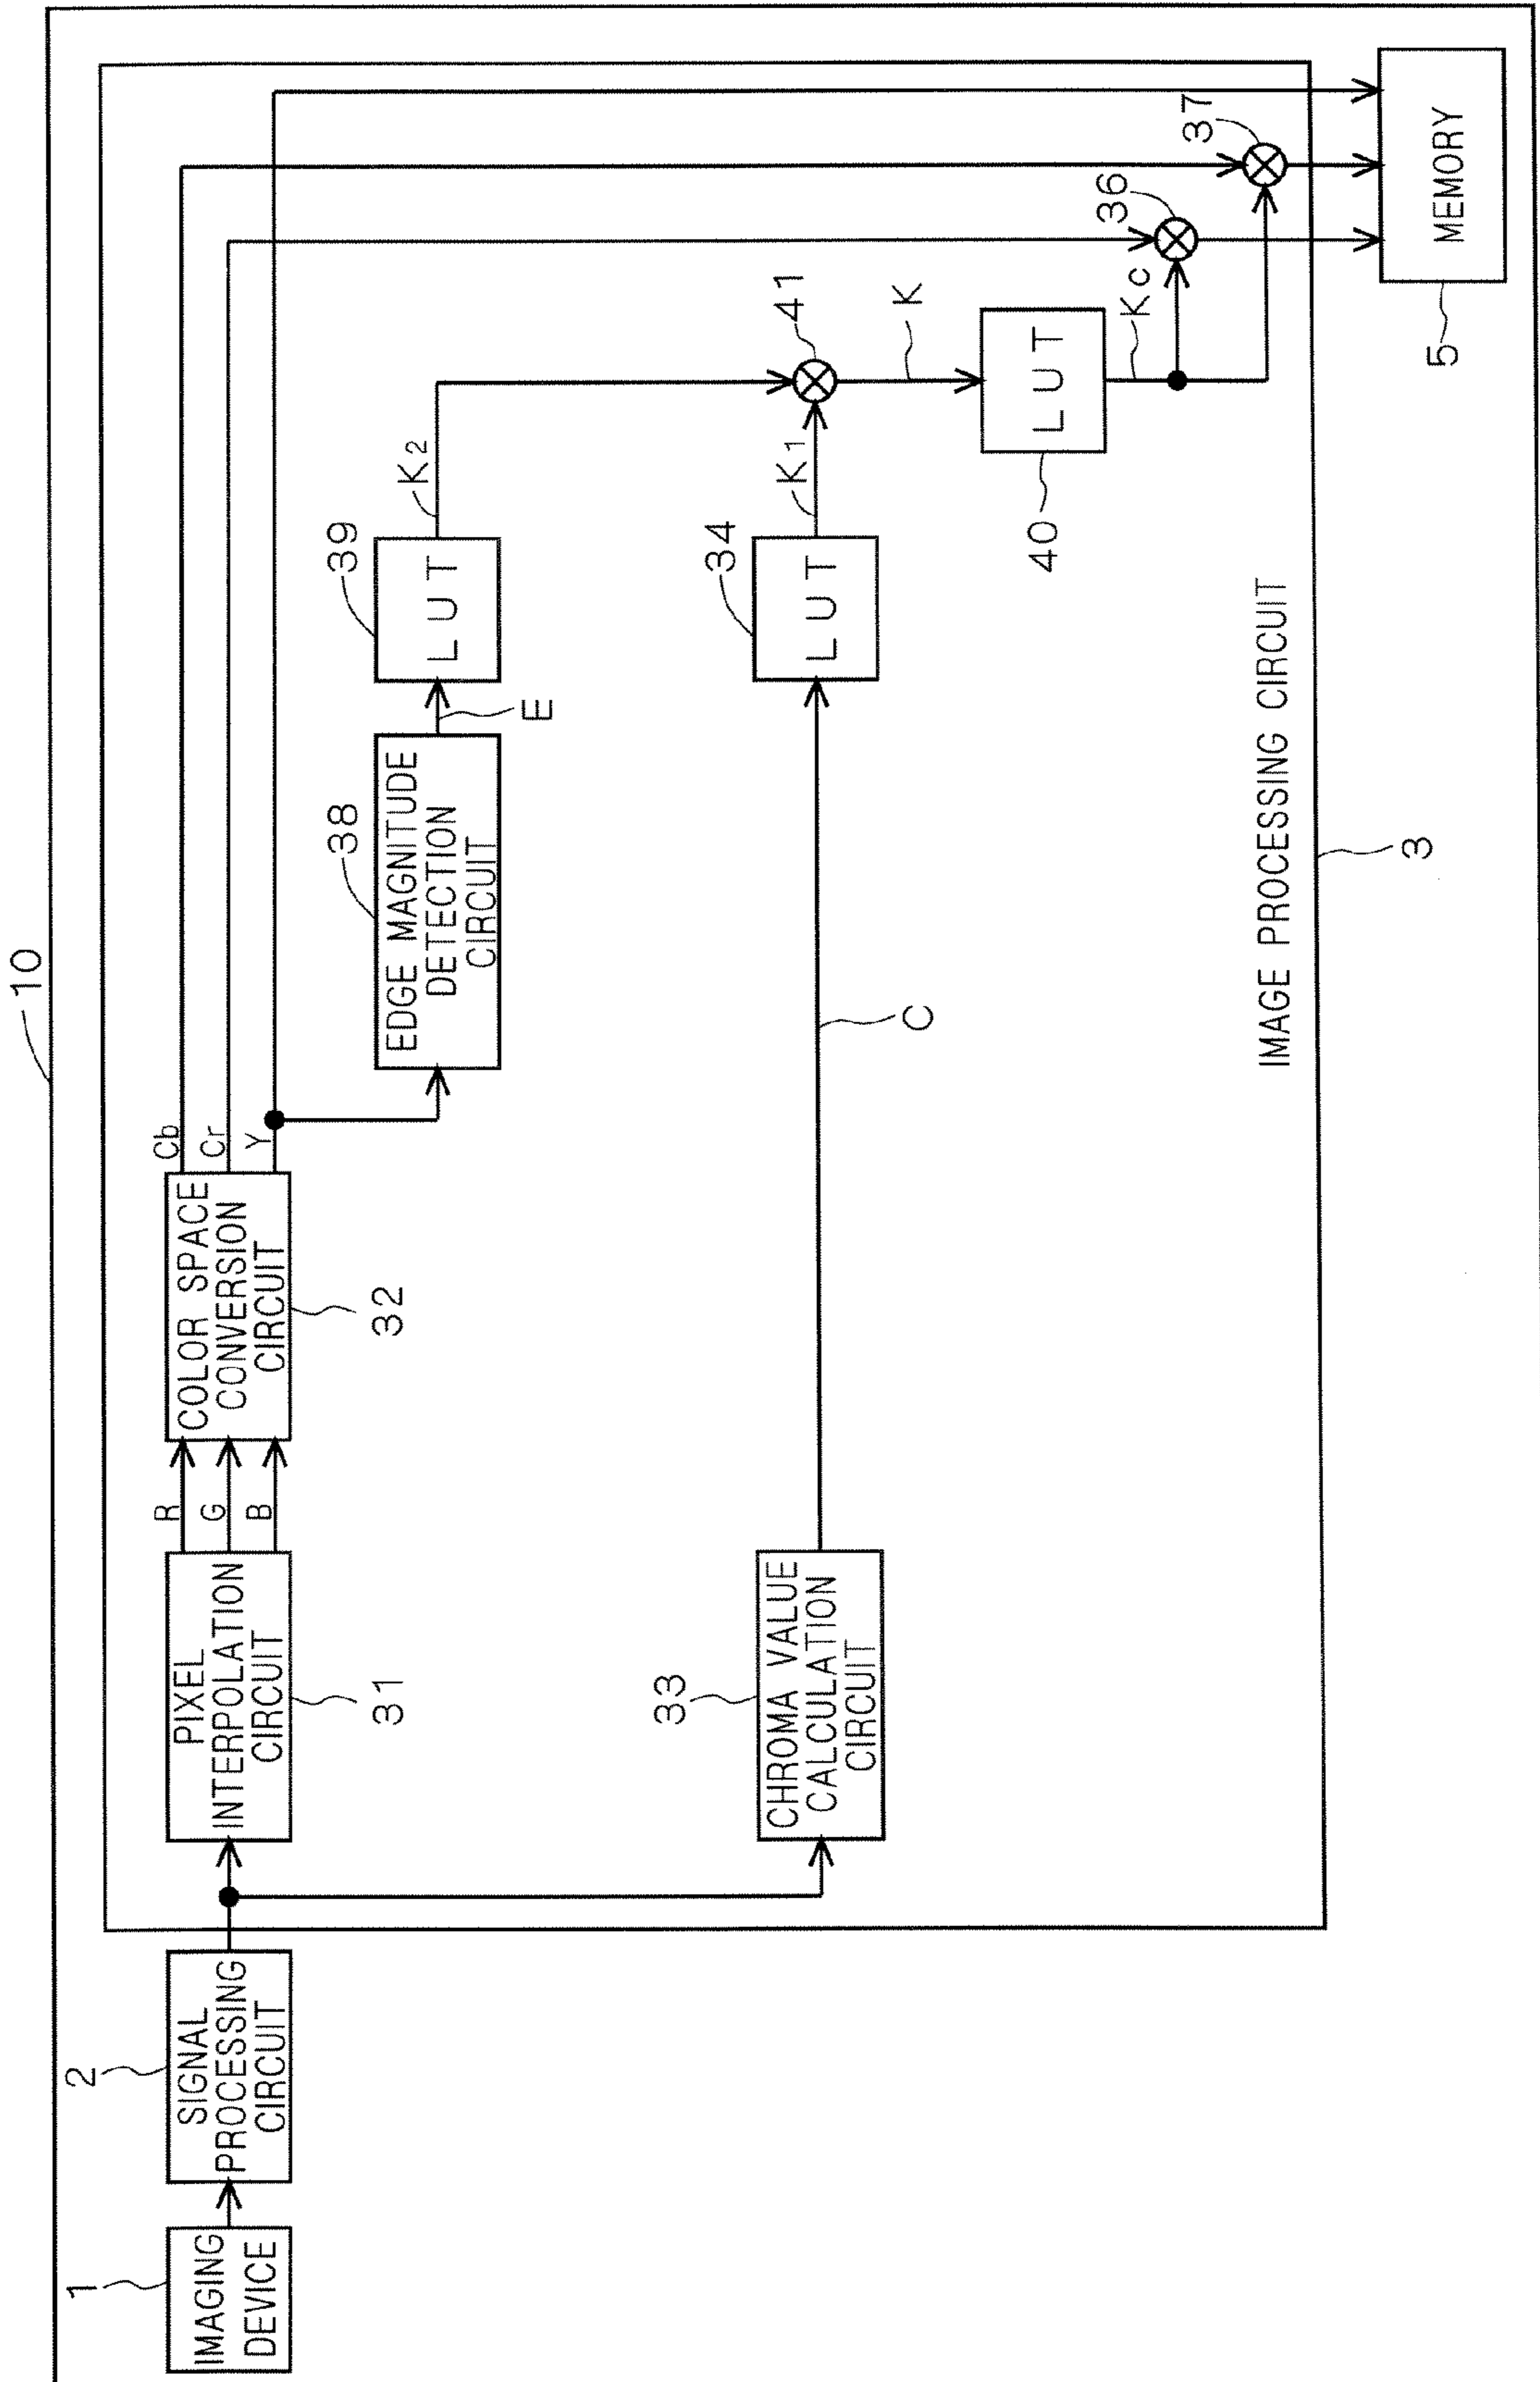 10
1
IMAGING
DEVICE
2
SIGNAL
PROCESSING
CIRCUIT
PIXEL
INTERPOLATION
CIRCUIT
31
R
G
B
COLOR SPACE
CONVERSION
CIRCUIT
32
Cb
Cr
Y
38
EDGE MAGNITUDE
DETECTION
CIRCUIT
E
39
LUT
K2
33
CHROMA VALUE
CALCULATION
CIRCUIT
C
34
LUT
K1
41
K
40
LUT
Kc
36
37
IMAGE PROCESSING CIRCUIT
3
MEMORY
5